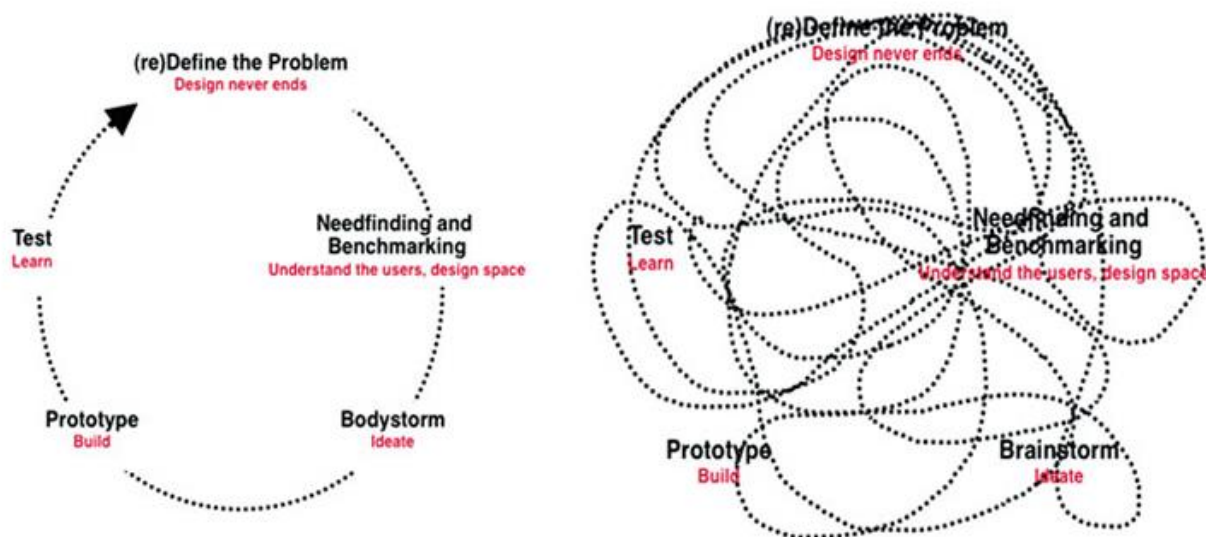 (re)Define the Problem
Design never ends
Needfinding and
Benchmarking
Understand the users, design space
Bodystorm
Ideate
Prototype
Build
Test
Learn
(re)Define the Problem
Design never ends
Needfinding and
Benchmarking
Understand the users, design space
Brainstorm
Ideate
Prototype
Build
Test
Learn